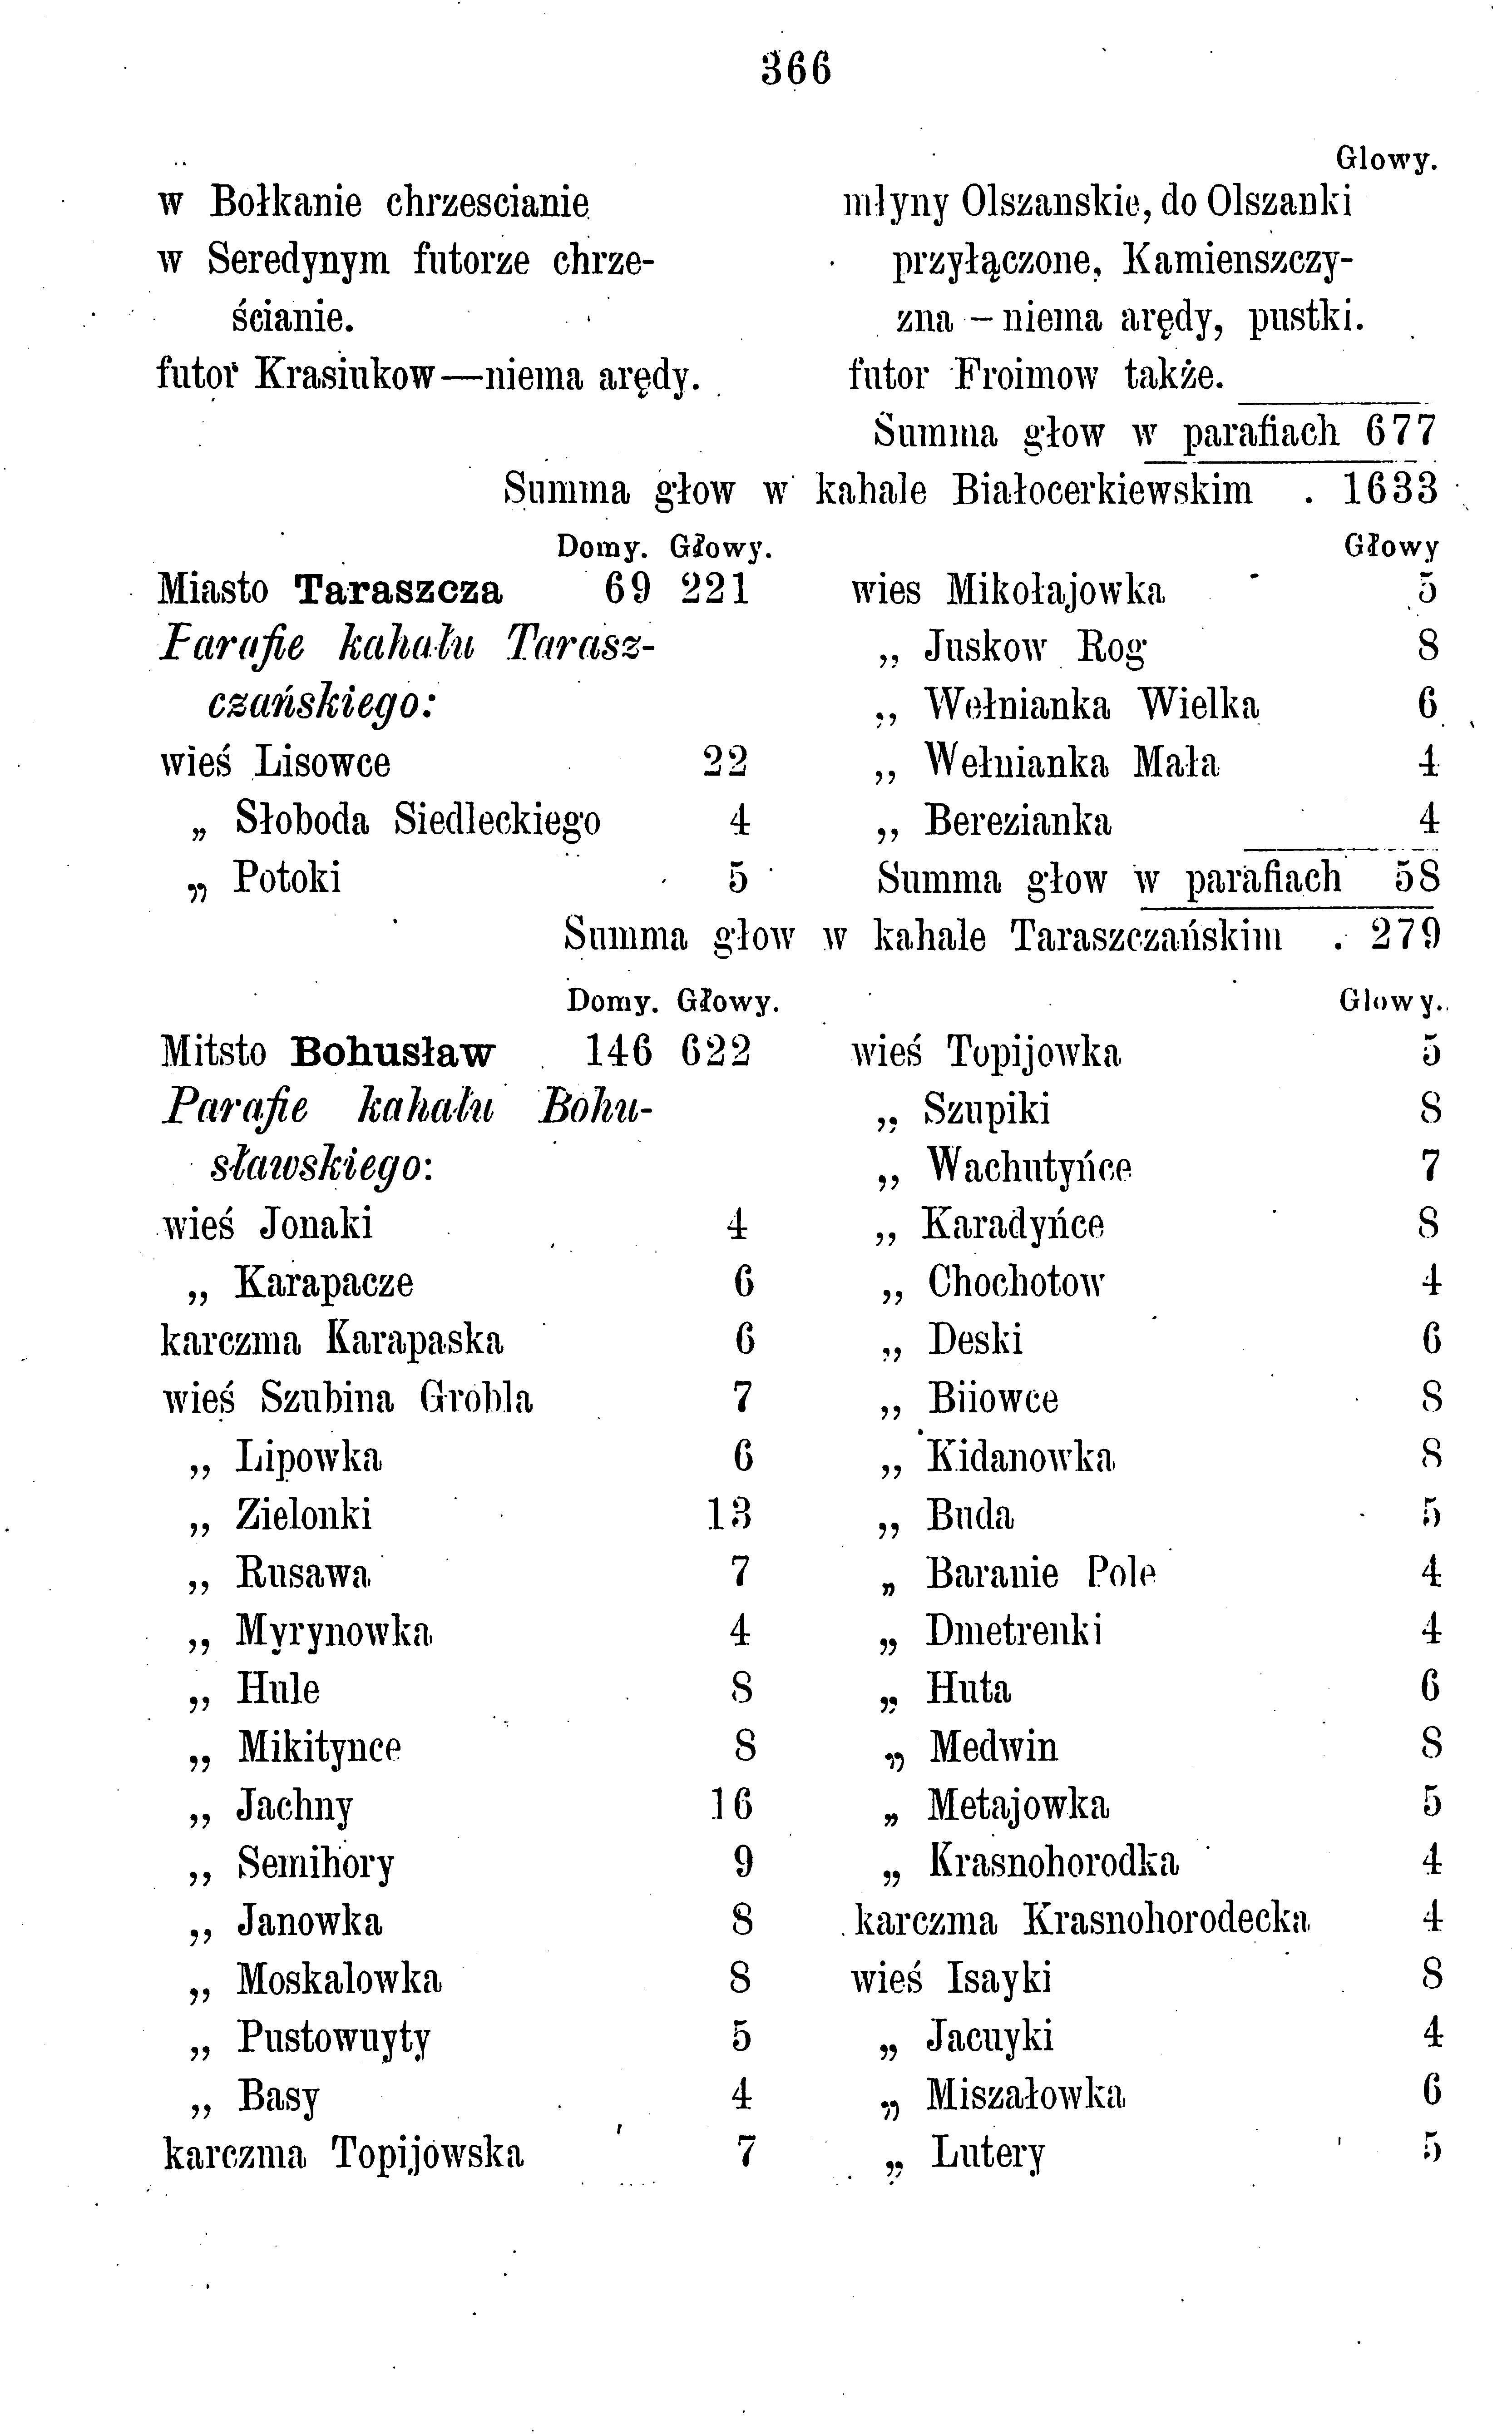 366
Glowy.
w Bołkanie chrzescianie
w Seredynym futorze chrze-
ścianie.
futor Krasiukow—niema arędy.
młyny Olszanskie, do Olszanki
przyłączone, Kamienszczy-
zna – niema arędy, pustki.
futor Froimow także.
Summa głow w parafiach 677
Summa głow w kahale Białocerkiewskim . 1633
Domy. Głowy.
Miasto Taraszcza 69 221
Parafie kahału Tarasz-
czańskiego:
wieś Lisowce 22
„ Słoboda Siedleckiego 4
„ Potoki 5
Głowy
wies Mikołajowka 5
,, Juskow Rog 8
,, Wełnianka Wielka 6
,, Wełnianka Mała 4
,, Berezianka 4
Summa głow w parafiach 58
Summa głow w kahale Taraszczańskim . 279
Domy. Głowy.
Mitsto Bohusław 146 622
Parafie kahału Bohu-
sławskiego:
wieś Jonaki 4
,, Karapacze 6
karczma Karapaska 6
wieś Szubina Grobla 7
,, Lipowka 6
,, Zielonki 13
,, Rusawa 7
,, Myrynowka 4
,, Hule 8
,, Mikitynce 8
,, Jachny 16
,, Semihory 9
,, Janowka 8
,, Moskalowka 8
,, Pustowuyty 5
,, Basy 4
karczma Topijowska 7
Glowy.
wieś Topijowka 5
,, Szupiki 8
,, Wachutyńce 7
,, Karadyńce 8
,, Chochotow 4
,, Deski 6
,, Biiowce 8
,, Kidanowka 8
,, Buda 5
„ Baranie Pole 4
„ Dmetrenki 4
„ Huta 6
„ Medwin 8
„ Metajowka 5
„ Krasnohorodka 4
karczma Krasnohorodecka 4
wieś Isayki 8
„ Jacuyki 4
„ Miszałowka 6
„ Lutery 5